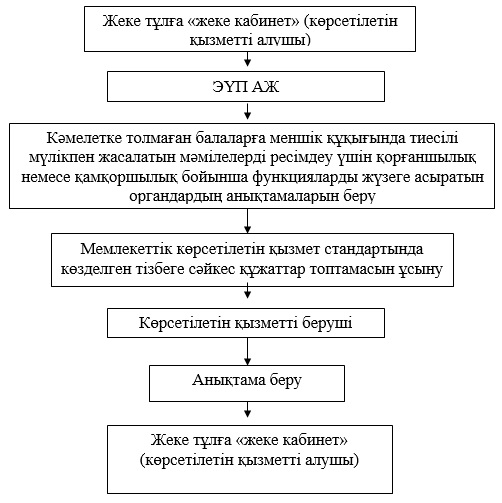 Жеке тұлға «жеке кабинет» (көрсетілетін
қызметті алушы)
ЭҮП АЖ
Кәмелетке толмаған балаларға меншік құқығында тиесілі
мүлікпен жасалатын мәмілелерді ресімдеу үшін қорғаншылық
немесе қамқоршылық бойынша функцияларды жүзеге асыратын
органдардың анықтамаларын беру
Мемлекеттік көрсетілетін қызмет стандартында
көзделген тізбеге сәйкес құжаттар топтамасын ұсыну
Көрсетілетін қызметті беруші
Анықтама беру
Жеке тұлға «жеке кабинет»
(көрсетілетін қызметті алушы)